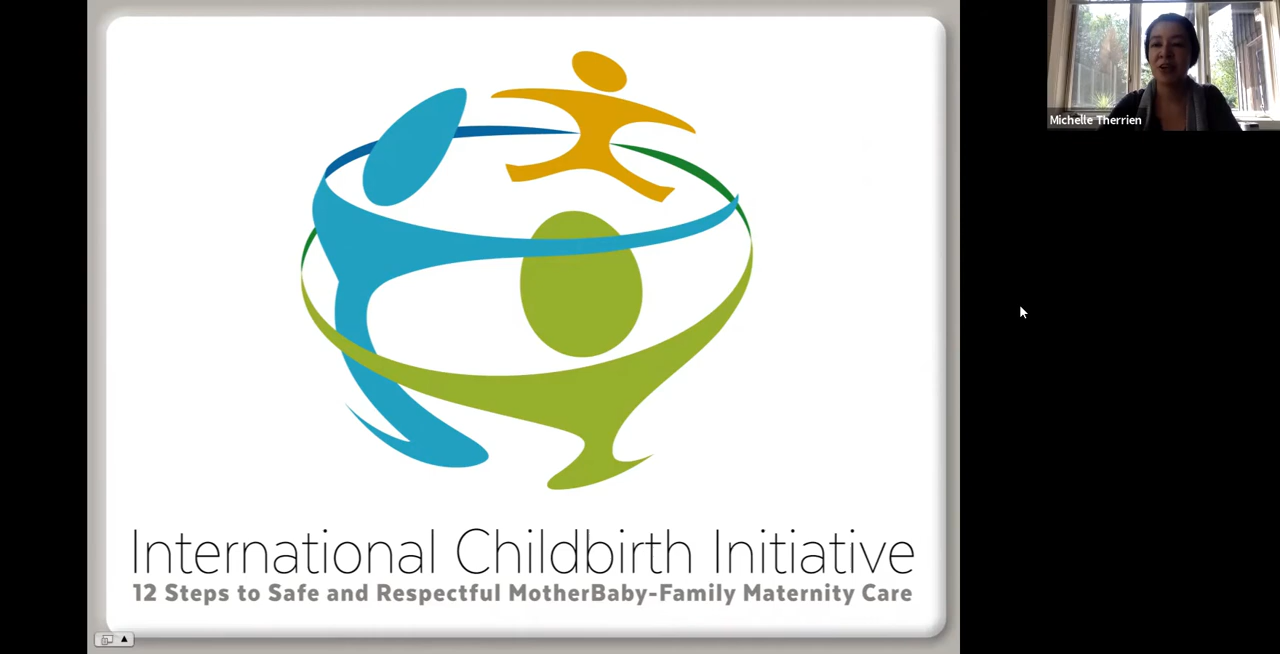 Michelle Therrien
International Childbirth Initiative
12 Steps to Safe and Respectful MotherBaby-Family Maternity Care